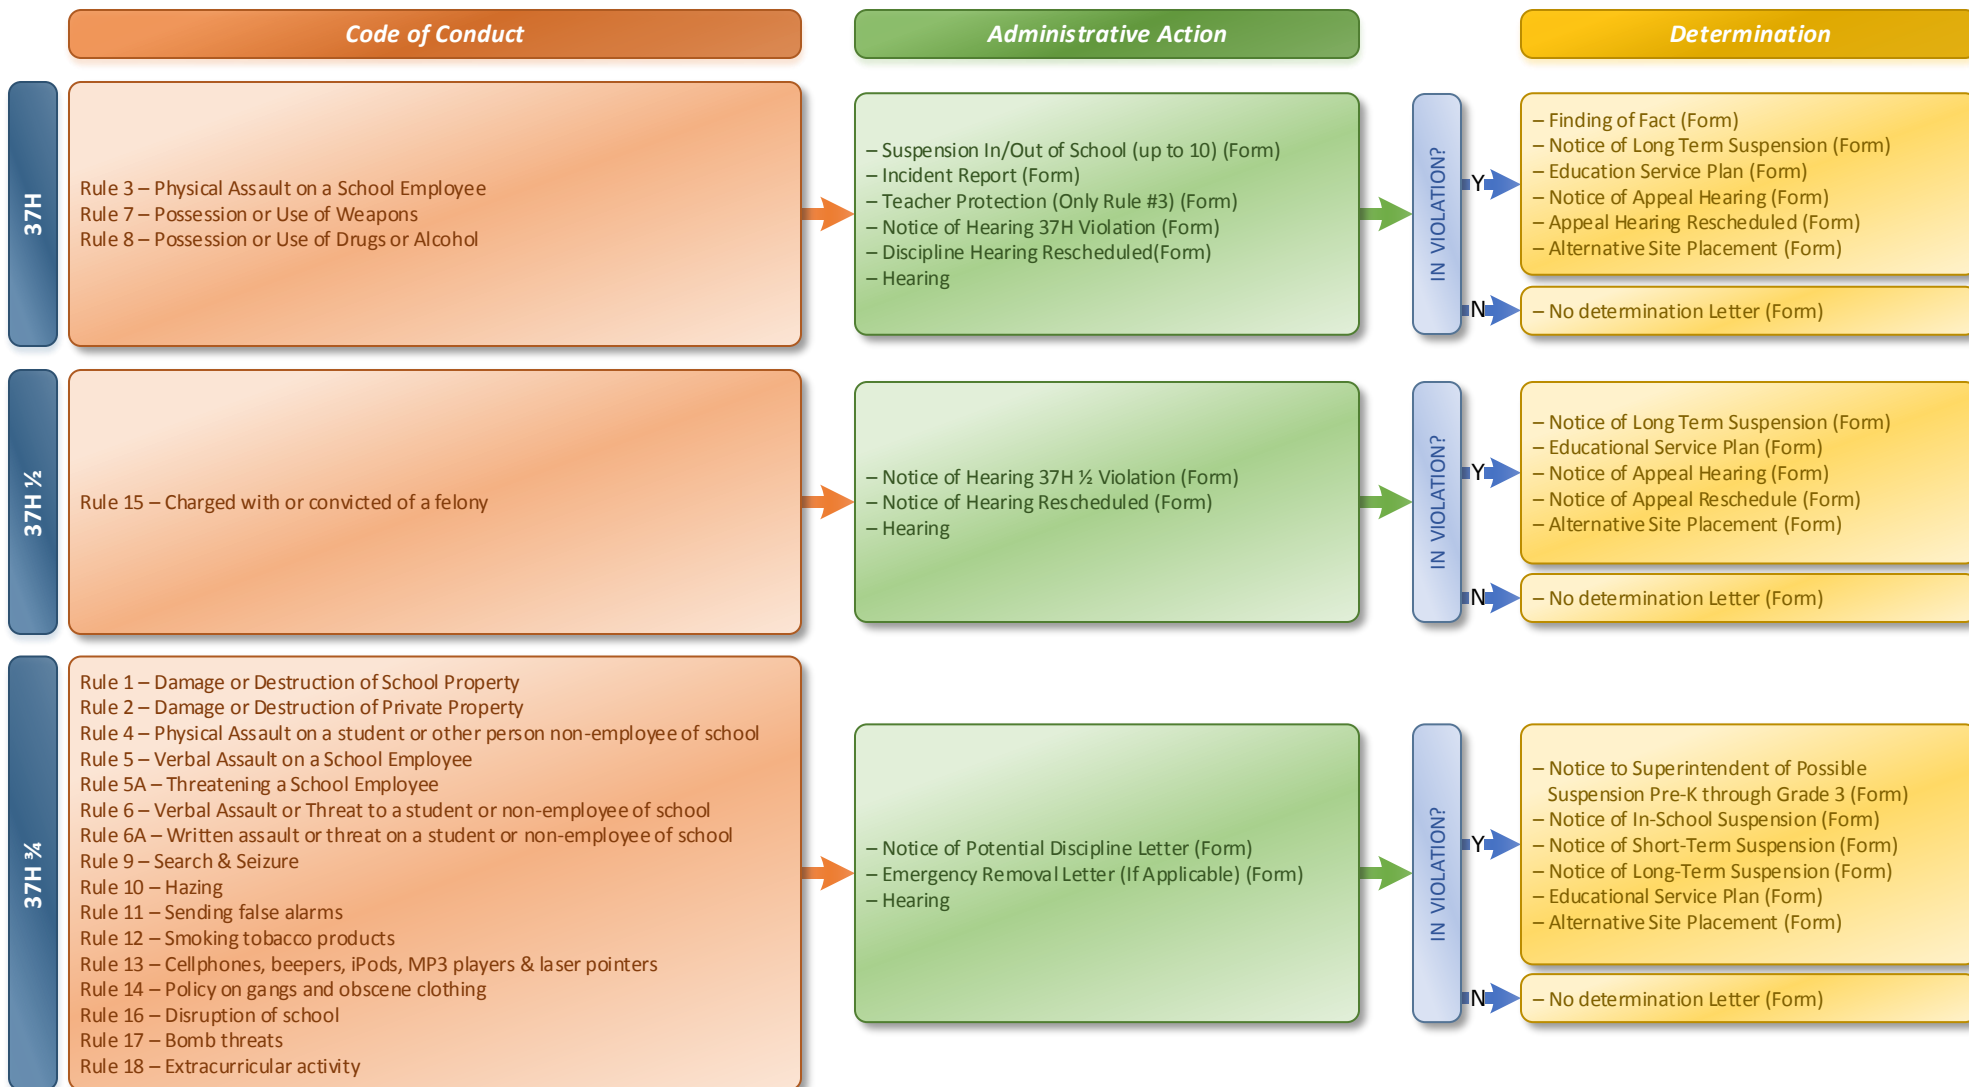 Code of Conduct
Administrative Action
Determination
37H
Rule 3 – Physical Assault on a School Employee
Rule 7 – Possession or Use of Weapons
Rule 8 – Possession or Use of Drugs or Alcohol
– Suspension In/Out of School (up to 10) (Form)
– Incident Report (Form)
– Teacher Protection (Only Rule #3) (Form)
– Notice of Hearing 37H Violation (Form)
– Discipline Hearing Rescheduled(Form)
– Hearing
IN VIOLATION?
Y
– Finding of Fact (Form)
– Notice of Long Term Suspension (Form)
– Education Service Plan (Form)
– Notice of Appeal Hearing (Form)
– Appeal Hearing Rescheduled (Form)
– Alternative Site Placement (Form)
N
– No determination Letter (Form)
37H ½
Rule 15 – Charged with or convicted of a felony
– Notice of Hearing 37H ½ Violation (Form)
– Notice of Hearing Rescheduled (Form)
– Hearing
IN VIOLATION?
Y
– Notice of Long Term Suspension (Form)
– Educational Service Plan (Form)
– Notice of Appeal Hearing (Form)
– Notice of Appeal Reschedule (Form)
– Alternative Site Placement (Form)
N
– No determination Letter (Form)
37H ¾
Rule 1 – Damage or Destruction of School Property
Rule 2 – Damage or Destruction of Private Property
Rule 4 – Physical Assault on a student or other person non-employee of school
Rule 5 – Verbal Assault on a School Employee
Rule 5A – Threatening a School Employee
Rule 6 – Verbal Assault or Threat to a student or non-employee of school
Rule 6A – Written assault or threat on a student or non-employee of school
Rule 9 – Search & Seizure
Rule 10 – Hazing
Rule 11 – Sending false alarms
Rule 12 – Smoking tobacco products
Rule 13 – Cellphones, beepers, iPods, MP3 players & laser pointers
Rule 14 – Policy on gangs and obscene clothing
Rule 16 – Disruption of school
Rule 17 – Bomb threats
Rule 18 – Extracurricular activity
– Notice of Potential Discipline Letter (Form)
– Emergency Removal Letter (If Applicable) (Form)
– Hearing
IN VIOLATION?
Y
– Notice to Superintendent of Possible
Suspension Pre-K through Grade 3 (Form)
– Notice of In-School Suspension (Form)
– Notice of Short-Term Suspension (Form)
– Notice of Long-Term Suspension (Form)
– Educational Service Plan (Form)
– Alternative Site Placement (Form)
N
– No determination Letter (Form)